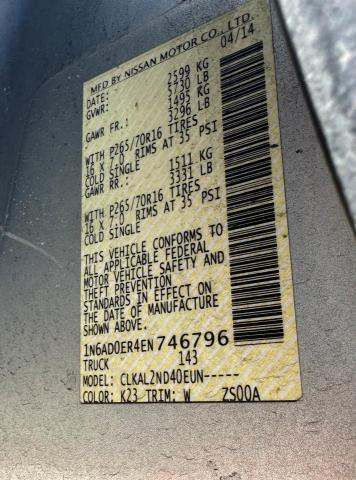 MFD BY NISSAN MOTOR CO., LTD.
DATE: 04/14
GVWR: 2599 KG
5730 LB
GAWR FR.: 1495 KG
3296 LB
WITH P265/70R16 TIRES
16 X 7.0 RIMS AT 35 PSI
COLD SINGLE
GAWR RR.: 1511 KG
3331 LB
WITH P265/70R16 TIRES
16 X 7.0 RIMS AT 35 PSI
COLD SINGLE
THIS VEHICLE CONFORMS TO
ALL APPLICABLE FEDERAL
MOTOR VEHICLE SAFETY AND
THEFT PREVENTION
STANDARDS IN EFFECT ON
THE DATE OF MANUFACTURE
SHOWN ABOVE.
1N6AD0ER4EN746796
TRUCK 143
MODEL: CLKAL2ND40EUN-----
COLOR: K23 TRIM: W ZS00A